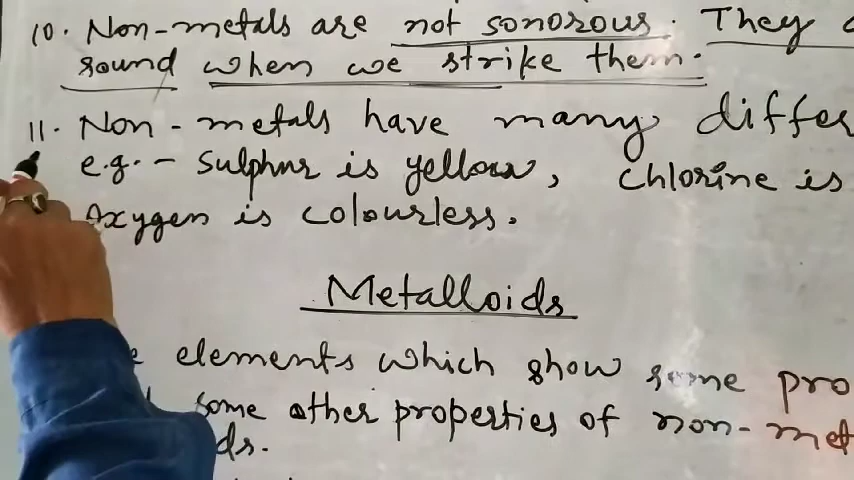 10. Non-metals are not sonorous. They
sound when we strike them.
11. Non-metals have many differ
e.g. - Sulphur is yellow, Chlorine is
Oxygen is colourless.
Metalloids
elements which show some pro
some other properties of non-met
ds.